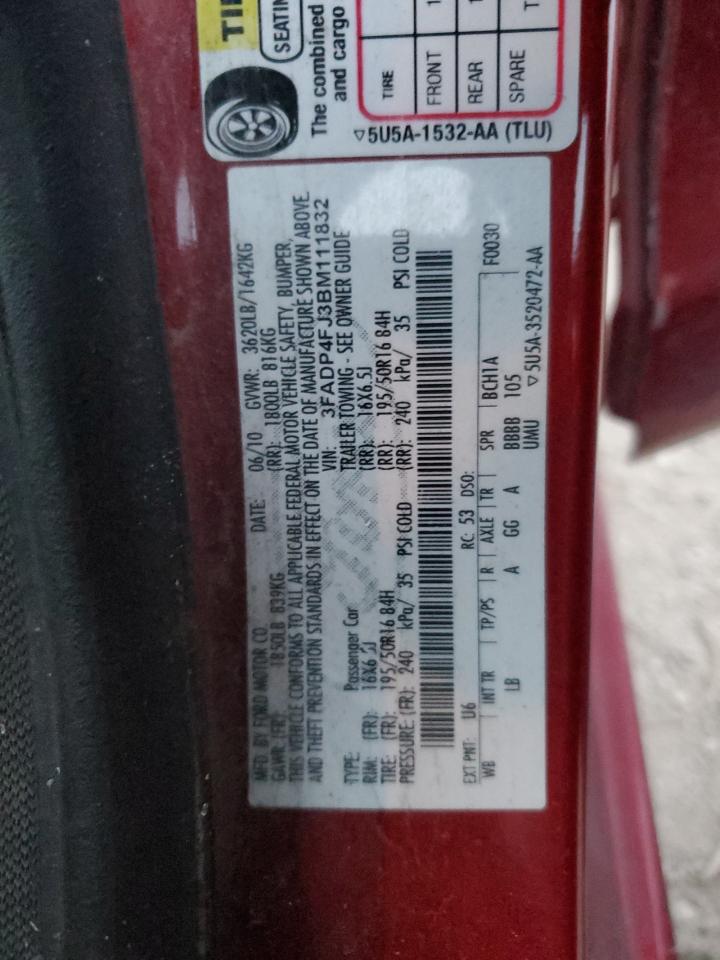 TIRE
SEATIN
The combined
and cargo
TIRE
FRONT 1
REAR 1
SPARE T
▽5U5A-1532-AA (TLU)
MFD. BY FORD MOTOR CO. DATE: 06/10 GVWR: 3620LB/1642KG
GAWR: (FR): 1850LB 839KG (RR): 1800LB 816KG
THIS VEHICLE CONFORMS TO ALL APPLICABLE FEDERAL MOTOR VEHICLE SAFETY, BUMPER,
AND THEFT PREVENTION STANDARDS IN EFFECT ON THE DATE OF MANUFACTURE SHOWN ABOVE.
VIN: 3FADP4FJ3BM111832
TYPE: Passenger Car TRAILER TOWING - SEE OWNER GUIDE
RIM: (FR): 16X6.5J (RR): 16X6.5J
TIRE: (FR): 195/50R16 84H (RR): 195/50R16 84H
PRESSURE: (FR): 240 kPa/ 35 PSI COLD (RR): 240 kPa/ 35 PSI COLD
EXT PNT: U6 RC: 53 DSO: F0030
WB INT TR TP/PS R AXLE TR SPR BCH1A
LB A GG A BBBB 105
UMU ▽5U5A-3520472-AA